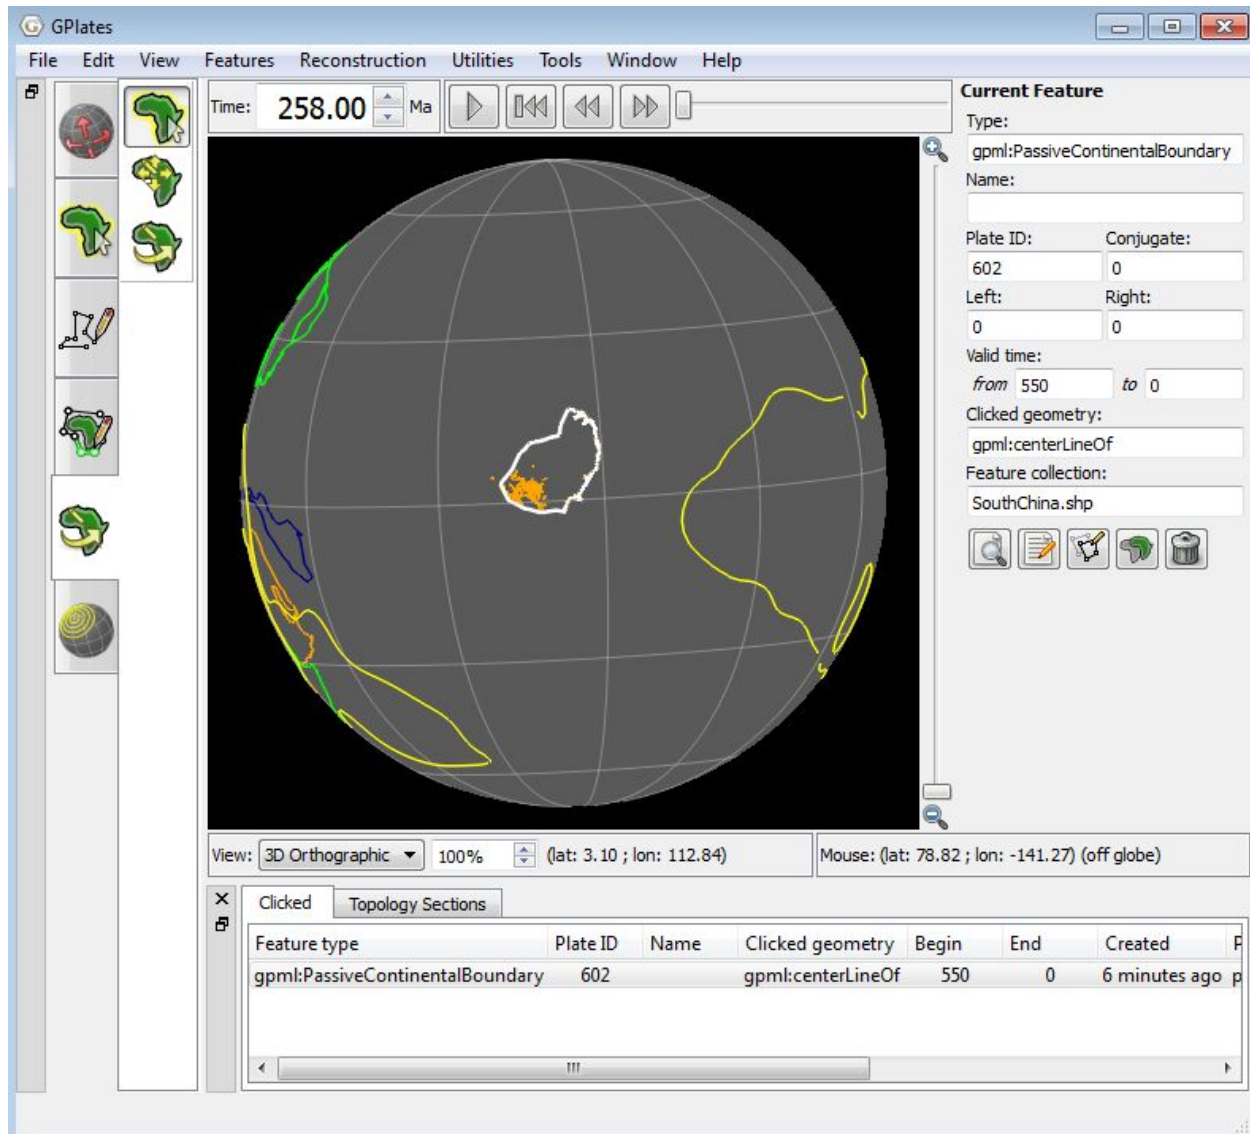 GPlates
File Edit View Features Reconstruction Utilities Tools Window Help
Time: 258.00 Ma
Current Feature
Type:
gpml:PassiveContinentalBoundary
Name:
Plate ID: Conjugate:
602 0
Left: Right:
0 0
Valid time:
from 550 to 0
Clicked geometry:
gpml:centerLineOf
Feature collection:
SouthChina.shp
View: 3D Orthographic 100% (lat: 3.10 ; lon: 112.84) Mouse: (lat: 78.82 ; lon: -141.27) (off globe)
Clicked Topology Sections
Feature type Plate ID Name Clicked geometry Begin End Created P
gpml:PassiveContinentalBoundary 602 gpml:centerLineOf 550 0 6 minutes ago p